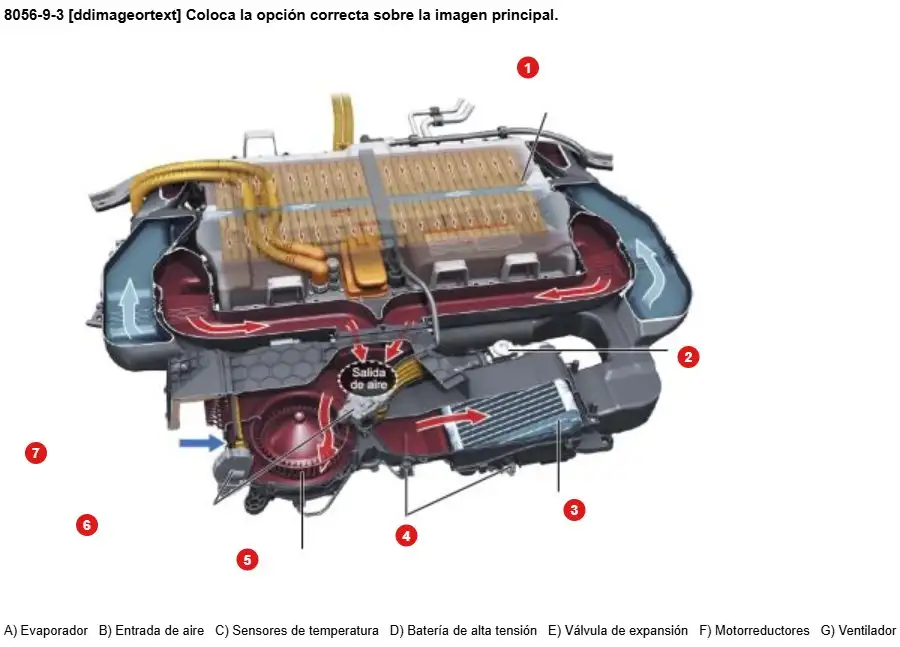 8056-9-3 [ddimageortext] Coloca la opción correcta sobre la imagen principal.
1
Salida
de aire
2
7
3
6
4
5
A) Evaporador B) Entrada de aire C) Sensores de temperatura D) Batería de alta tensión E) Válvula de expansión F) Motorreductores G) Ventilador